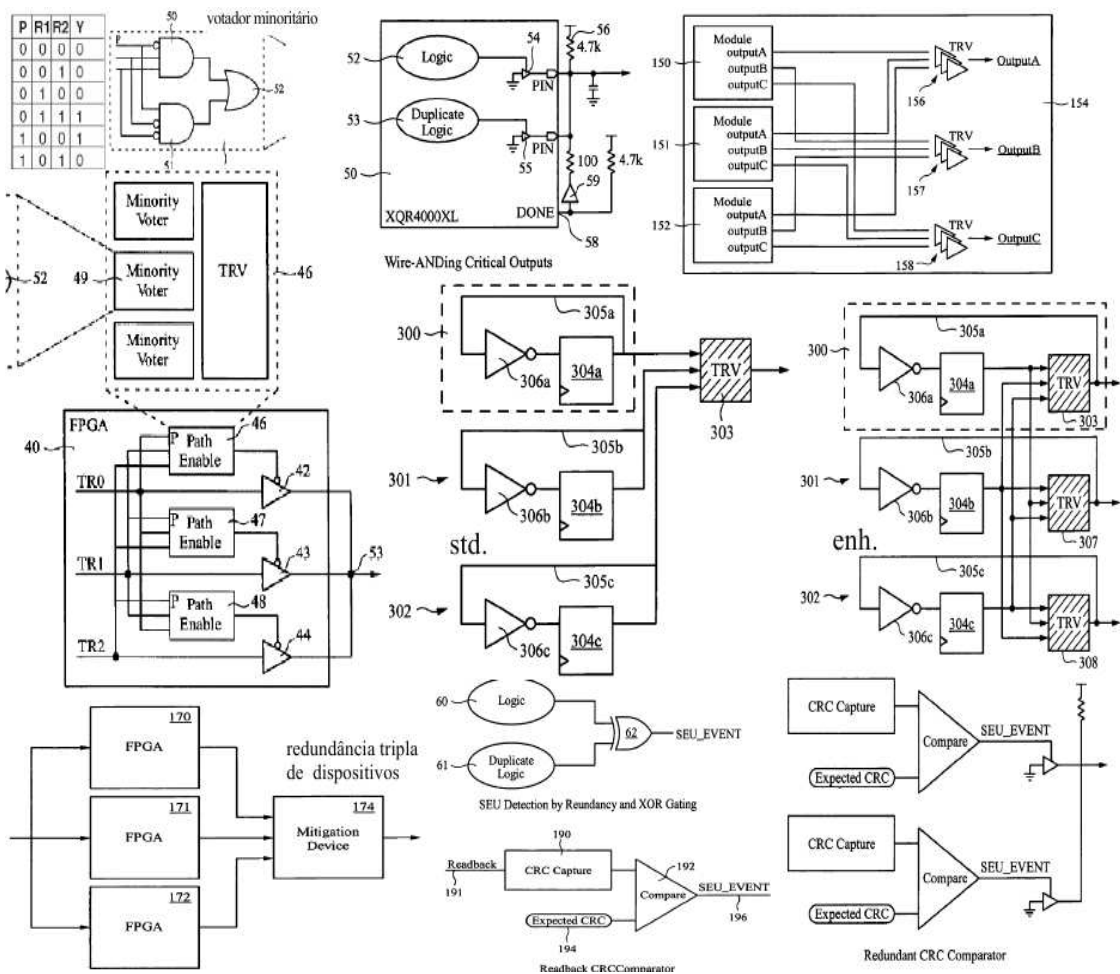 P R1 R2 Y
0 0 0 0
0 0 1 0
0 1 0 0
0 1 1 1
1 0 0 1
1 0 1 0
votador minoritário
50
P
52
51
Minority Voter
Minority Voter
Minority Voter
TRV
46
49
52
FPGA
40
P Path Enable
46
42
TR0
P Path Enable
47
43
TR1
53
P Path Enable
48
44
TR2
52
Logic
54
56
4.7k
PIN
53
Duplicate Logic
55
PIN
100
4.7k
50
59
XQR4000XL
DONE
58
Wire-ANDing Critical Outputs
150
Module
outputA
outputB
outputC
TRV
156
OutputA
154
151
Module
outputA
outputB
outputC
TRV
157
OutputB
152
Module
outputA
outputB
outputC
TRV
158
OutputC
300
305a
306a
304a
TRV
303
301
305b
306b
304b
std.
302
305c
306c
304c
300
305a
306a
304a
TRV
303
301
305b
306b
304b
TRV
307
enh.
302
305c
306c
304c
TRV
308
170
FPGA
171
FPGA
172
FPGA
redundância tripla
de dispositivos
174
Mitigation Device
60
Logic
61
Duplicate Logic
62
SEU_EVENT
SEU Detection by Reundancy and XOR Gating
Readback
191
190
CRC Capture
192
Compare
SEU_EVENT
196
Expected CRC
194
Readback CRCComparator
CRC Capture
Compare
SEU_EVENT
Expected CRC
CRC Capture
Compare
SEU_EVENT
Expected CRC
Redundant CRC Comparator